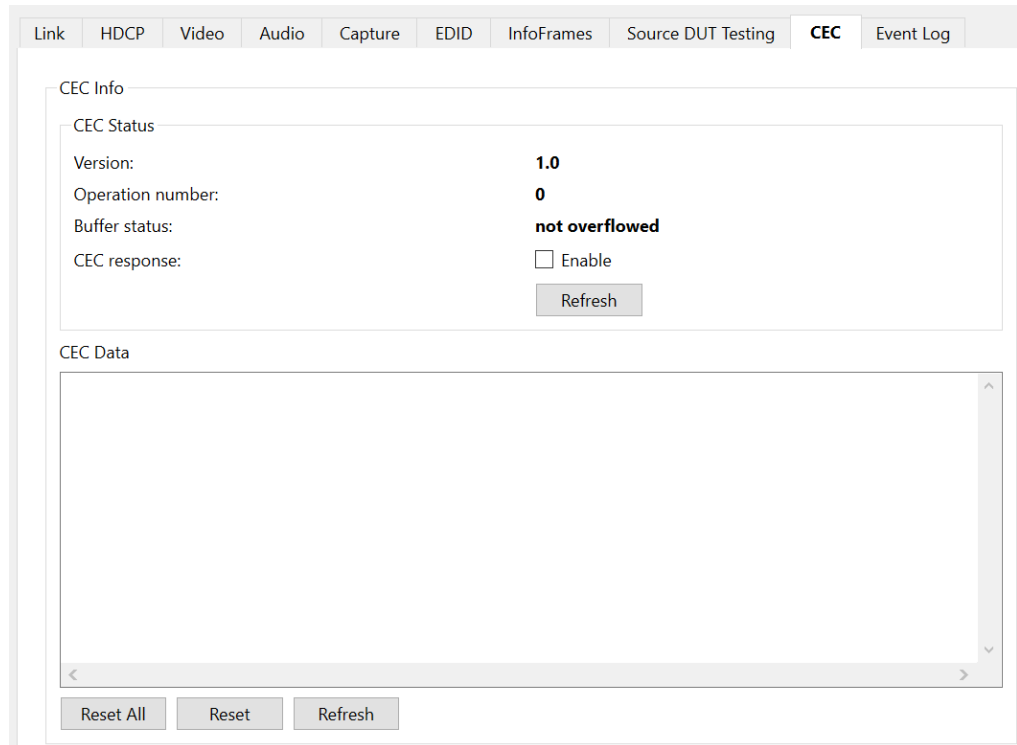 Link HDCP Video Audio Capture EDID InfoFrames Source DUT Testing CEC Event Log
CEC Info
CEC Status
Version: 1.0
Operation number: 0
Buffer status: not overflowed
CEC response: Enable
Refresh
CEC Data
Reset All Reset Refresh